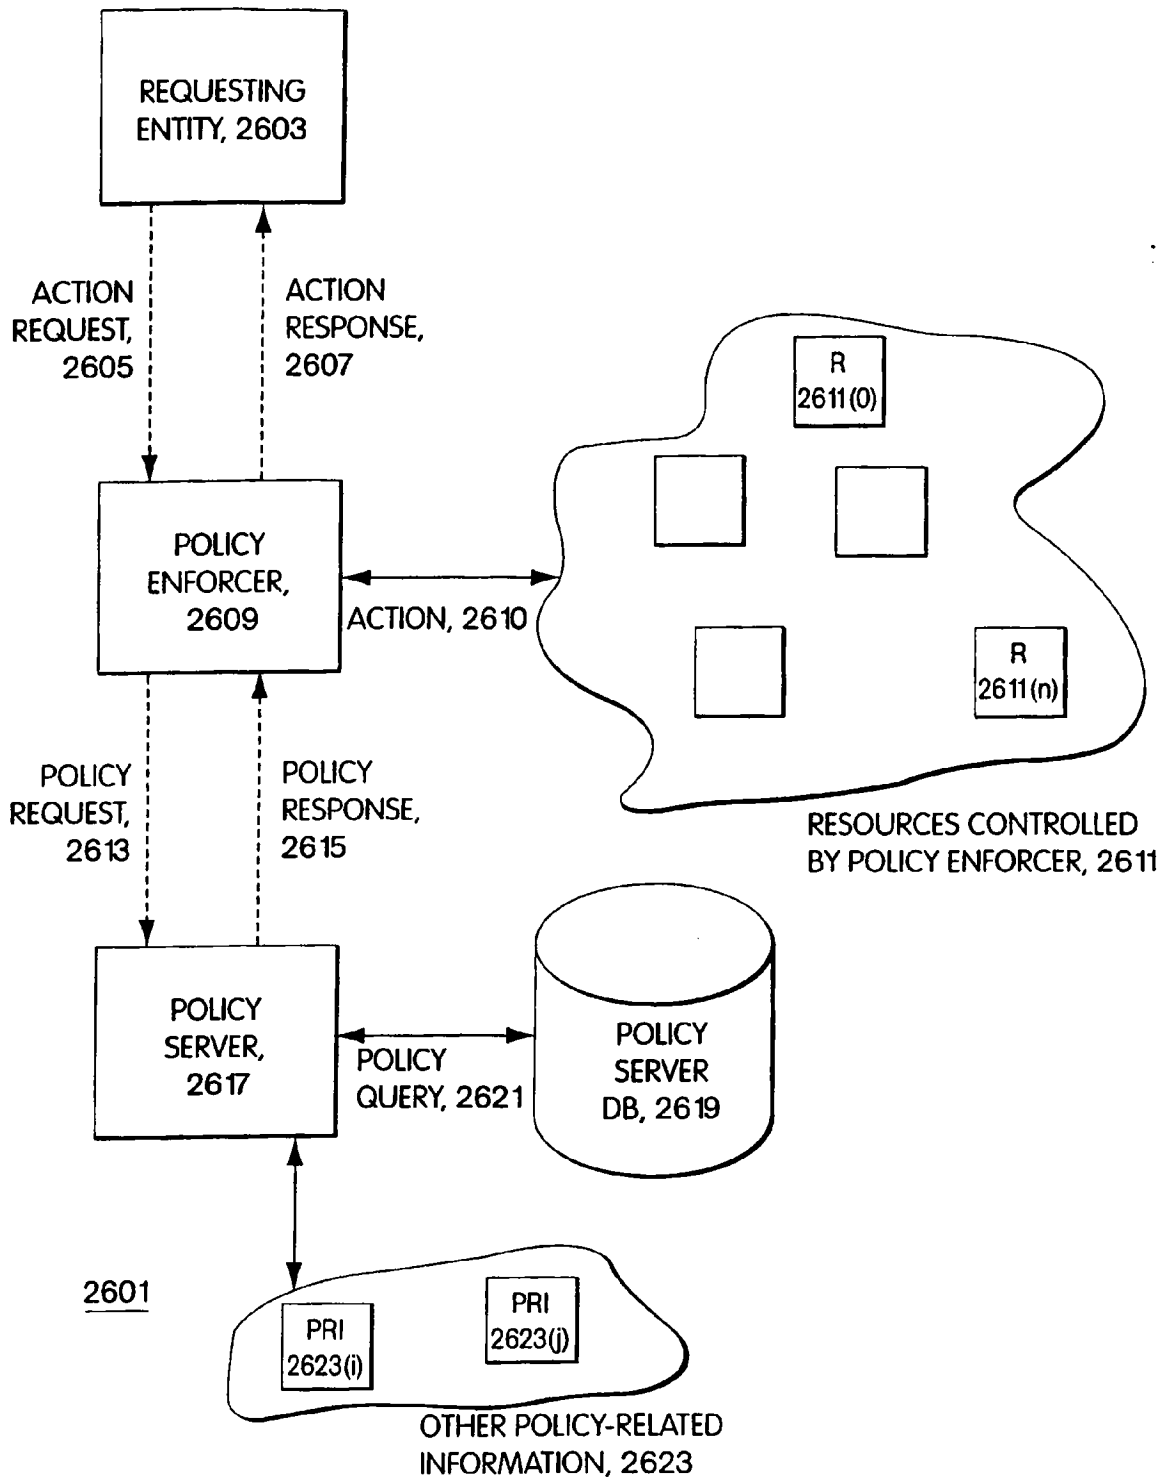 REQUESTING
ENTITY, 2603
ACTION
REQUEST,
2605
ACTION
RESPONSE,
2607
R
2611(0)
POLICY
ENFORCER,
2609
ACTION, 2610
R
2611(n)
POLICY
REQUEST,
2613
POLICY
RESPONSE,
2615
RESOURCES CONTROLLED
BY POLICY ENFORCER, 2611
POLICY
SERVER,
2617
POLICY
QUERY, 2621
POLICY
SERVER
DB, 2619
2601
PRI
2623(i)
PRI
2623(j)
OTHER POLICY-RELATED
INFORMATION, 2623